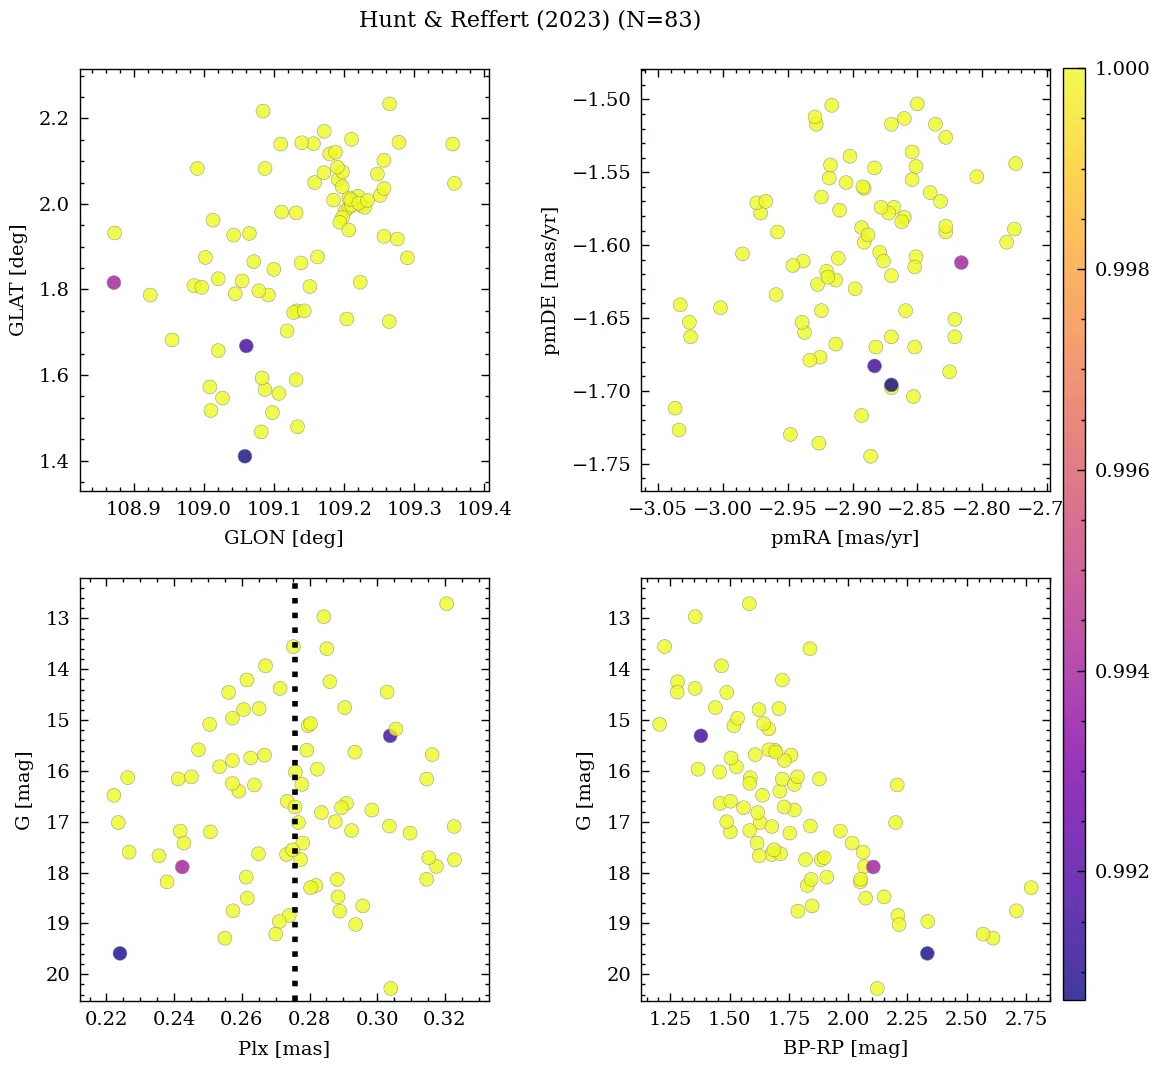 Hunt & Reffert (2023) (N=83)
2.2
2.0
1.8
1.6
1.4
GLAT [deg]
108.9 109.0 109.1 109.2 109.3 109.4
GLON [deg]
−1.50
−1.55
−1.60
−1.65
−1.70
−1.75
pmDE [mas/yr]
−3.05 −3.00 −2.95 −2.90 −2.85 −2.80 −2.7
pmRA [mas/yr]
1.000
0.998
0.996
0.994
0.992
13
14
15
16
17
18
19
20
G [mag]
0.22 0.24 0.26 0.28 0.30 0.32
Plx [mas]
13
14
15
16
17
18
19
20
G [mag]
1.25 1.50 1.75 2.00 2.25 2.50 2.75
BP-RP [mag]